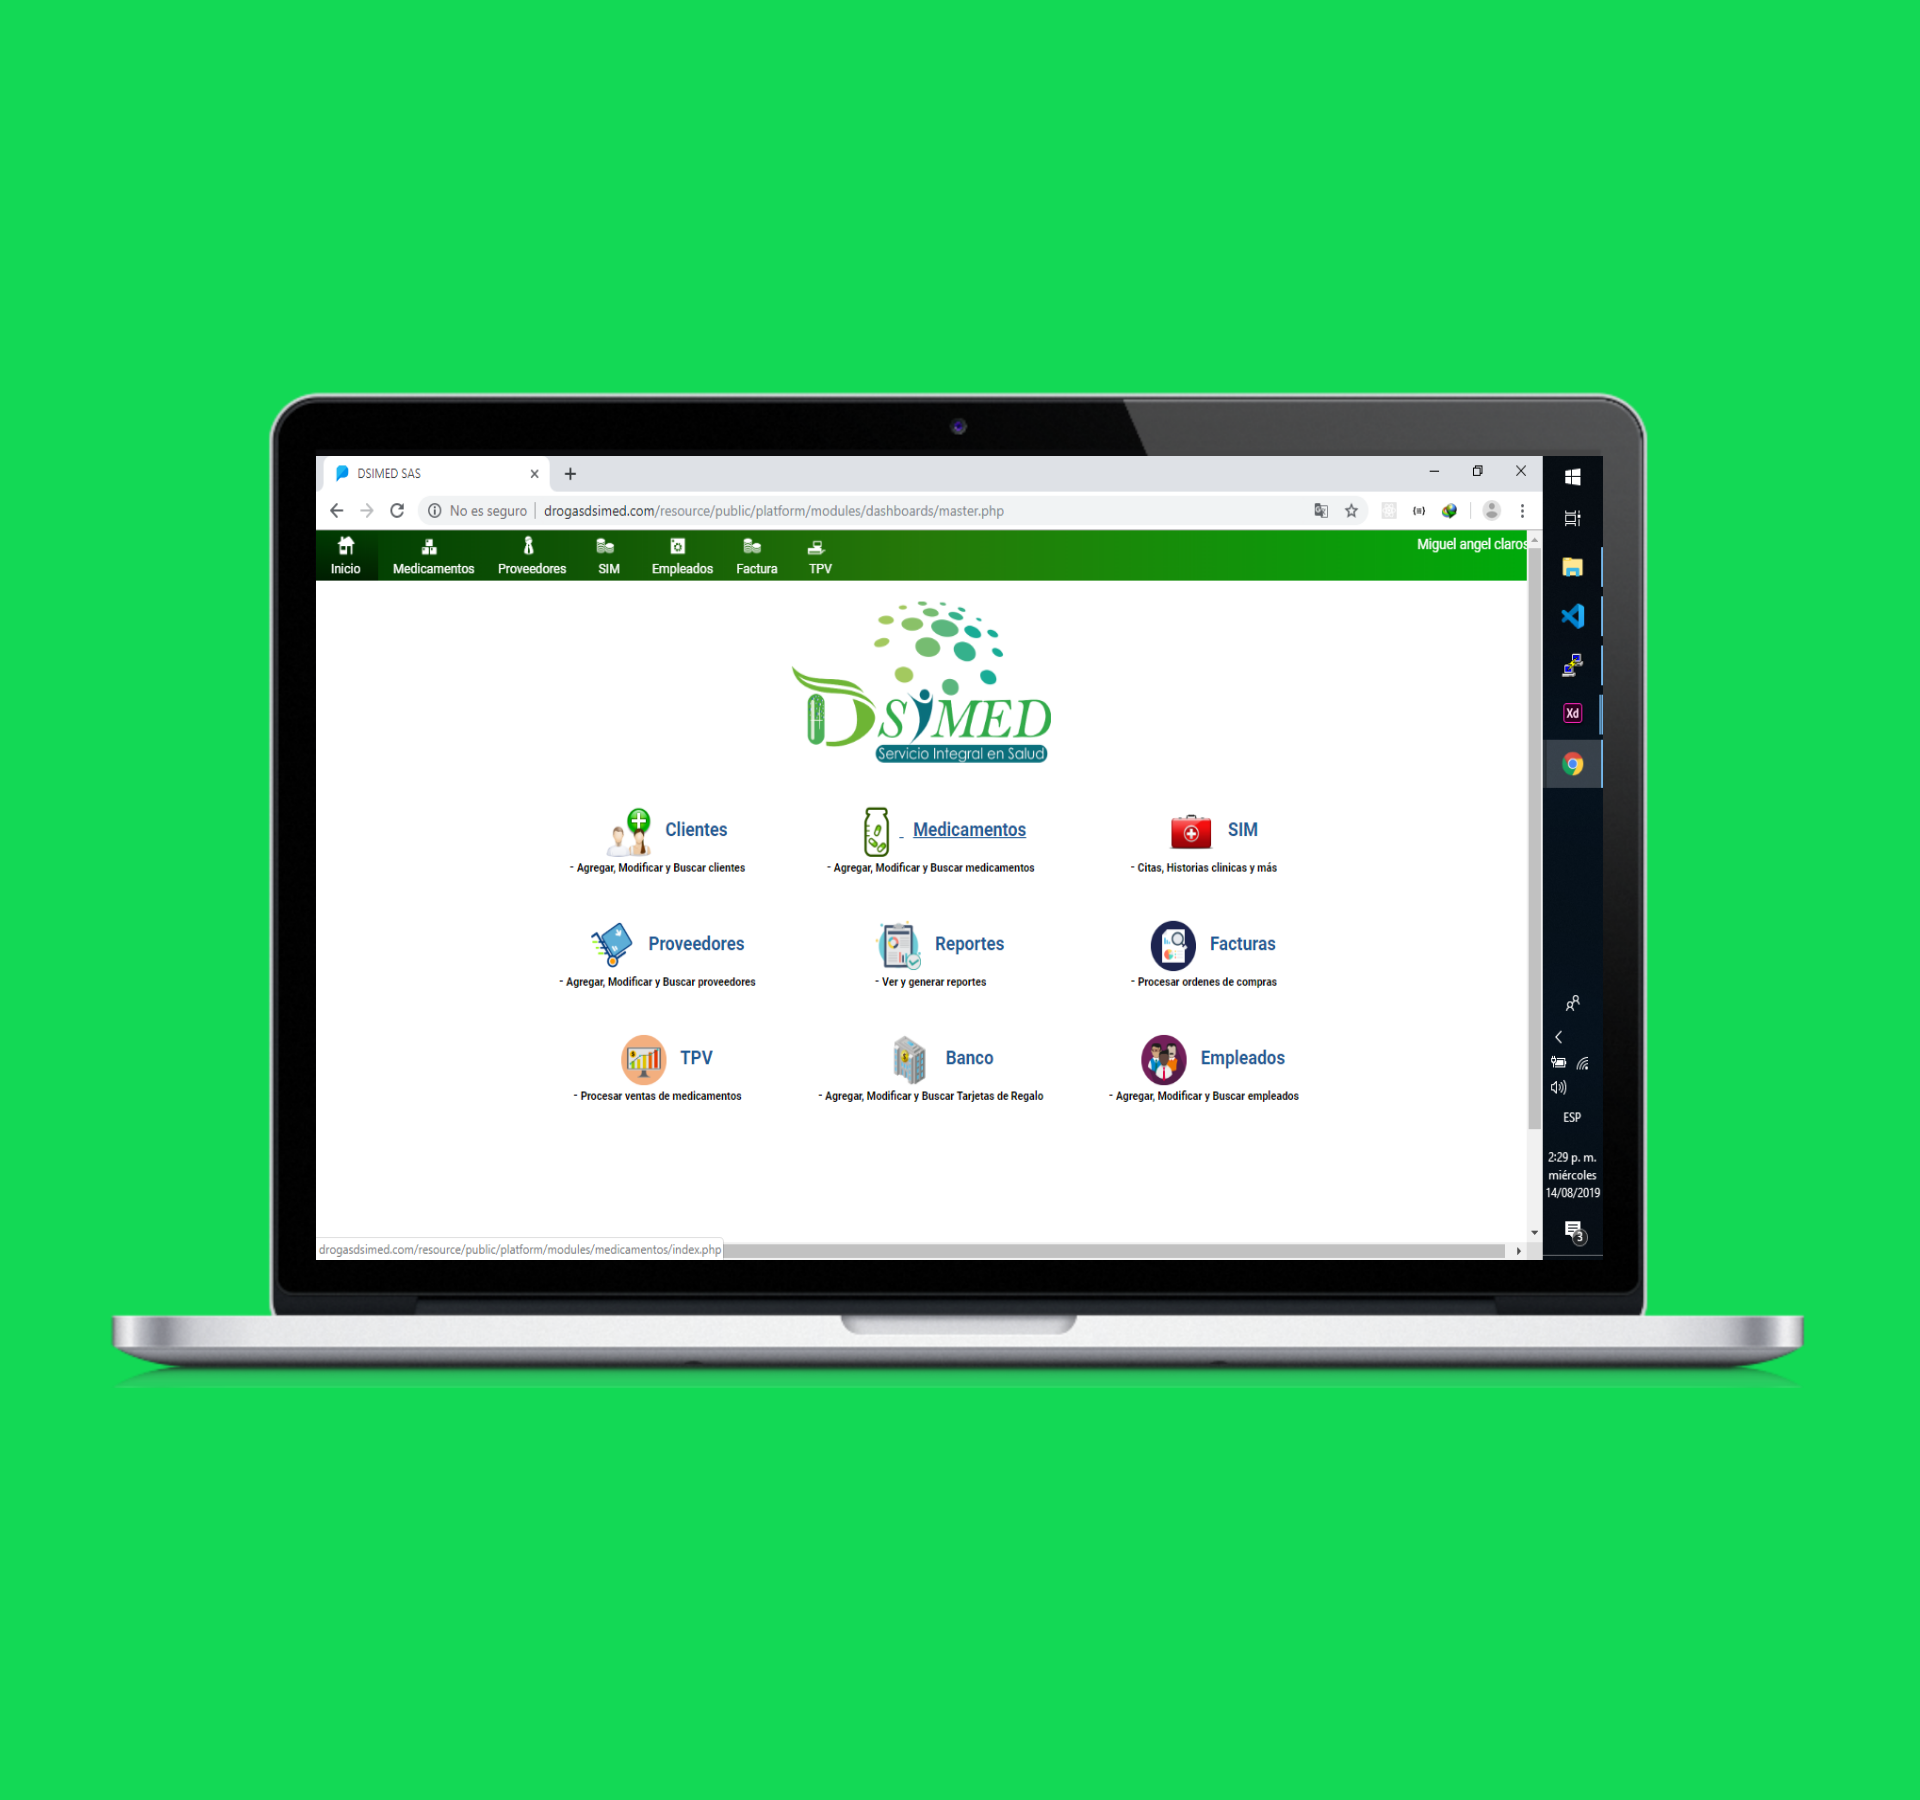 DSIMED SAS
No es seguro | drogasdsimed.com/resource/public/platform/modules/dashboards/master.php
Inicio Medicamentos Proveedores SIM Empleados Factura TPV
Miguel angel claros
DSIMED
Servicio Integral en Salud
Clientes
- Agregar, Modificar y Buscar clientes
Medicamentos
- Agregar, Modificar y Buscar medicamentos
SIM
- Citas, Historias clinicas y más
Proveedores
- Agregar, Modificar y Buscar proveedores
Reportes
- Ver y generar reportes
Facturas
- Procesar ordenes de compras
TPV
- Procesar ventas de medicamentos
Banco
- Agregar, Modificar y Buscar Tarjetas de Regalo
Empleados
- Agregar, Modificar y Buscar empleados
drogasdsimed.com/resource/public/platform/modules/medicamentos/index.php
Xd
ESP
2:29 p. m.
miércoles
14/08/2019
3